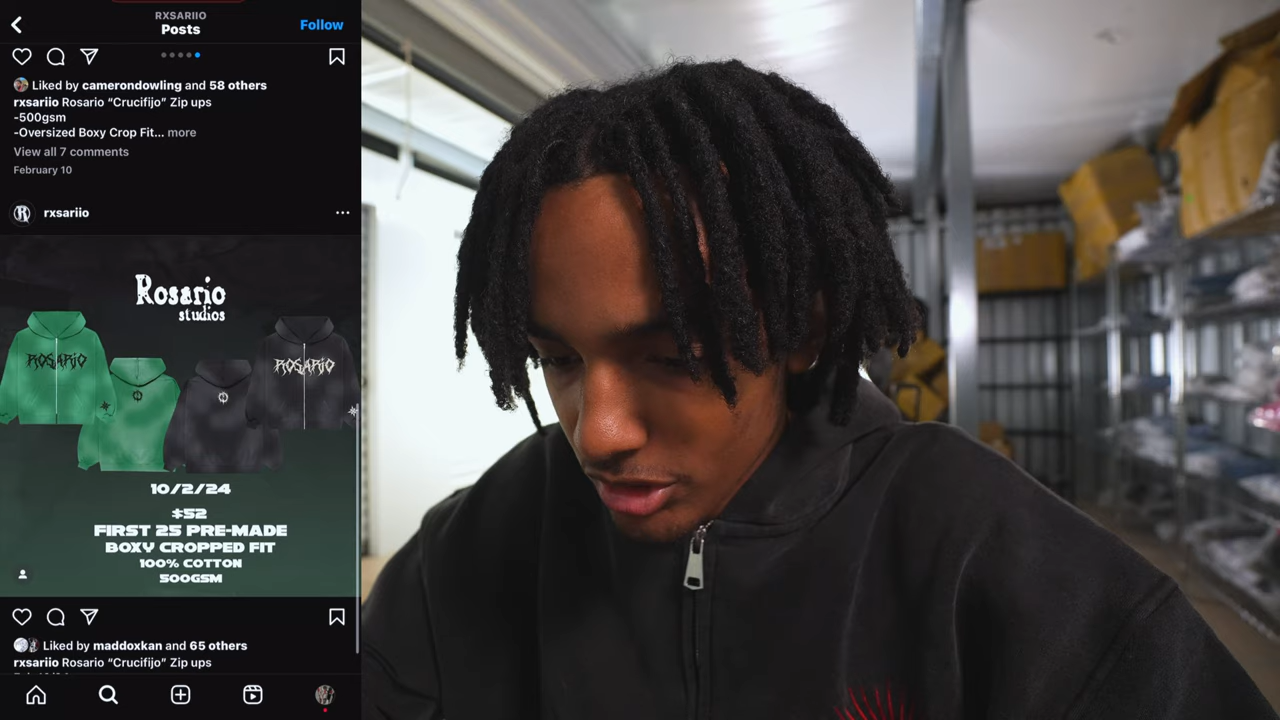 RXSARIIO
Posts
Follow
Liked by camerondowling and 58 others
rxsariio Rosario “Crucifijo” Zip ups
-500gsm
-Oversized Boxy Crop Fit... more
View all 7 comments
February 10
rxsariio
Rosario
studios
ROSARIO
ROSARIO
10/2/24
$52
FIRST 25 PRE-MADE
BOXY CROPPED FIT
100% COTTON
500GSM
Liked by maddoxkan and 65 others
rxsariio Rosario “Crucifijo” Zip ups